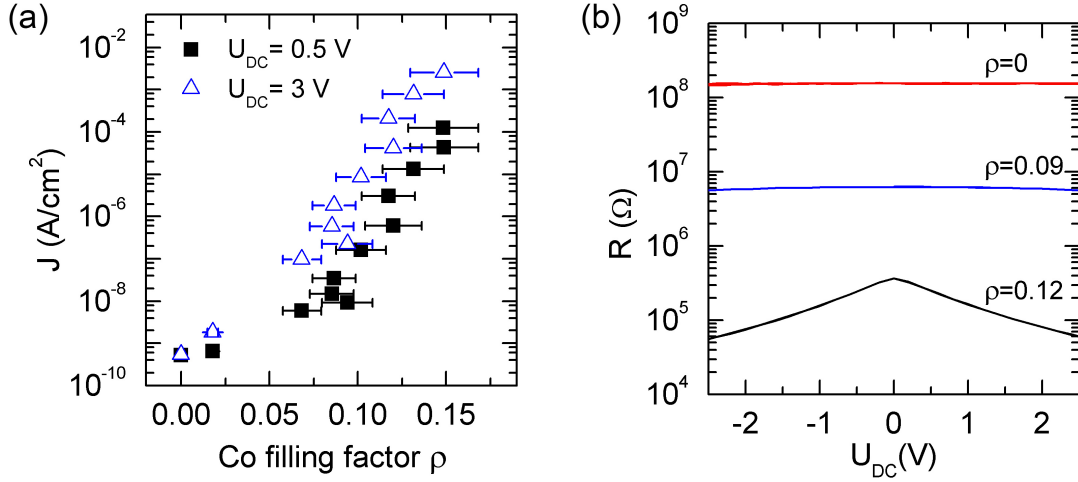 (a)
J (A/cm²)
10⁻²
10⁻⁴
10⁻⁶
10⁻⁸
10⁻¹⁰
■ U_DC= 0.5 V
△ U_DC= 3 V
0.00 0.05 0.10 0.15
Co filling factor ρ
(b)
R (Ω)
10⁹
10⁸
10⁷
10⁶
10⁵
10⁴
ρ=0
ρ=0.09
ρ=0.12
-2 -1 0 1 2
U_DC(V)